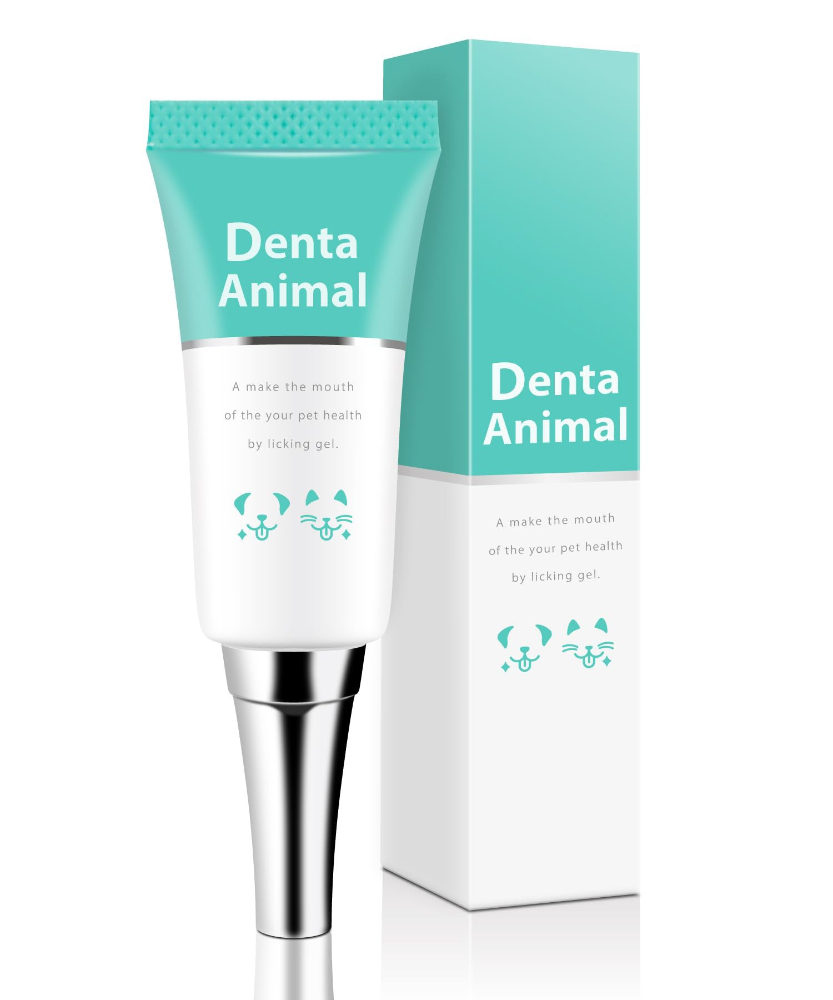 Denta
Animal
A make the mouth
of the your pet health
by licking gel.
Denta
Animal
A make the mouth
of the your pet health
by licking gel.